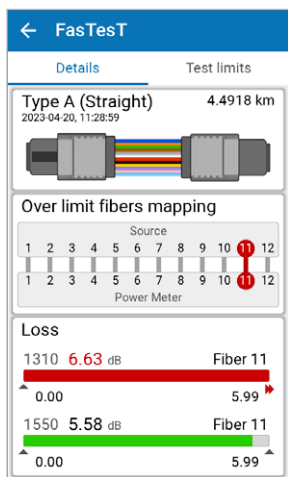 ← FasTesT
Details Test limits
Type A (Straight) 4.4918 km
2023-04-20, 11:28:59
Over limit fibers mapping
Source
1 2 3 4 5 6 7 8 9 10 11 12
1 2 3 4 5 6 7 8 9 10 11 12
Power Meter
Loss
1310 6.63 dB Fiber 11
0.00 5.99
1550 5.58 dB Fiber 11
0.00 5.99